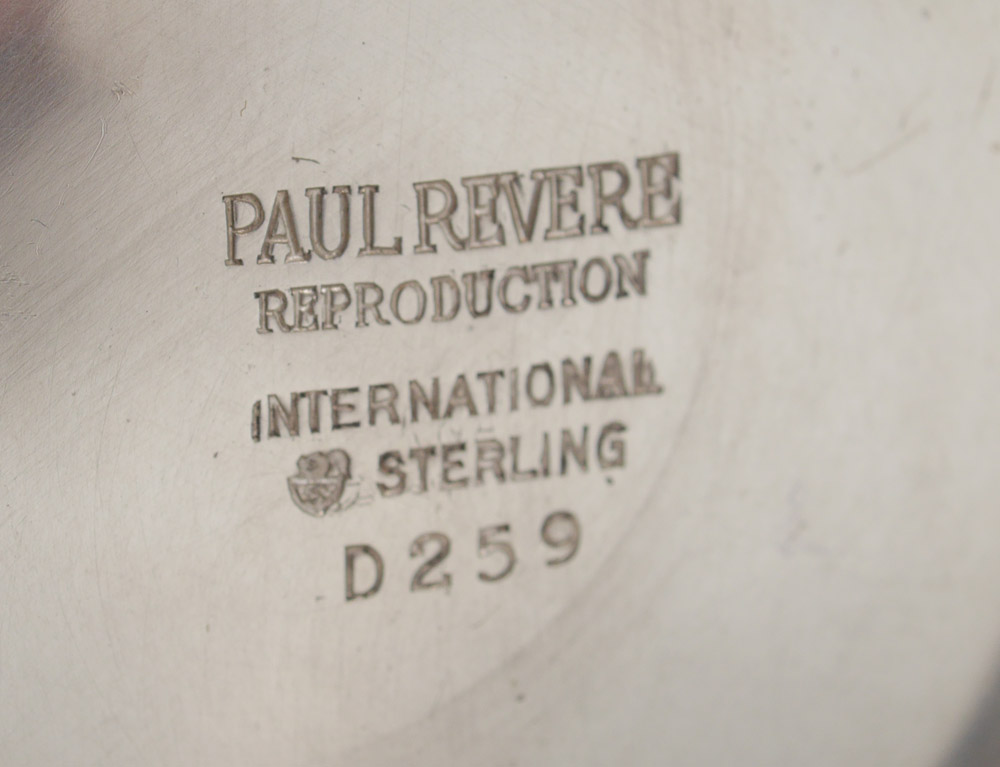 PAUL REVERE
REPRODUCTION
INTERNATIONAL
STERLING
D259